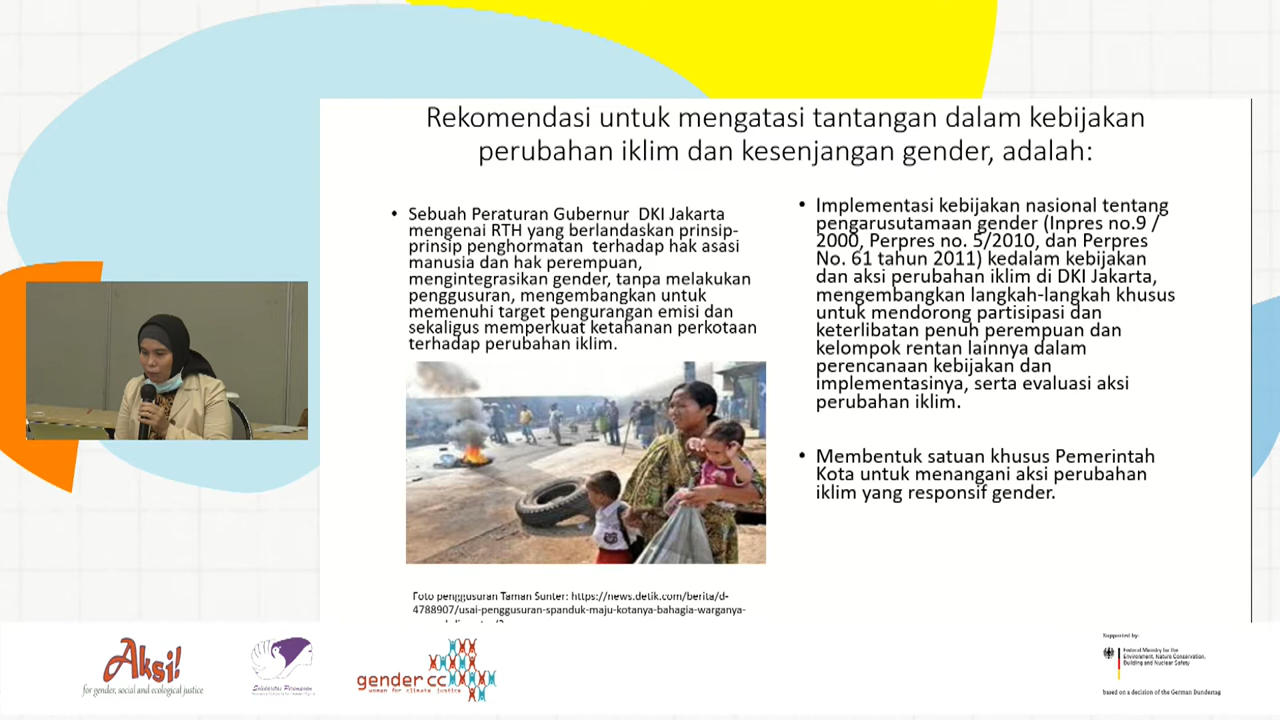 Rekomendasi untuk mengatasi tantangan dalam kebijakan
perubahan iklim dan kesenjangan gender, adalah:
• Sebuah Peraturan Gubernur DKI Jakarta
mengenai RTH yang berlandaskan prinsip-
prinsip penghormatan terhadap hak asasi
manusia dan hak perempuan,
mengintegrasikan gender, tanpa melakukan
penggusuran, mengembangkan untuk
memenuhi target pengurangan emisi dan
sekaligus memperkuat ketahanan perkotaan
terhadap perubahan iklim.
Foto penggusuran Taman Sunter: https://news.detik.com/berita/d-
4788907/usai-penggusuran-spanduk-maju-kotanya-bahagia-warganya-
• Implementasi kebijakan nasional tentang
pengarusutamaan gender (Inpres no.9 /
2000, Perpres no. 5/2010, dan Perpres
No. 61 tahun 2011) kedalam kebijakan
dan aksi perubahan iklim di DKI Jakarta,
mengembangkan langkah-langkah khusus
untuk mendorong partisipasi dan
keterlibatan penuh perempuan dan
kelompok rentan lainnya dalam
perencanaan kebijakan dan
implementasinya, serta evaluasi aksi
perubahan iklim.
• Membentuk satuan khusus Pemerintah
Kota untuk menangani aksi perubahan
iklim yang responsif gender.
Aksi!
for gender, social and ecological justice
Solidaritas Perempuan
gender cc
women for climate justice
Supported by:
Federal Ministry for the
Environment, Nature Conservation,
Building and Nuclear Safety
based on a decision of the German Bundestag